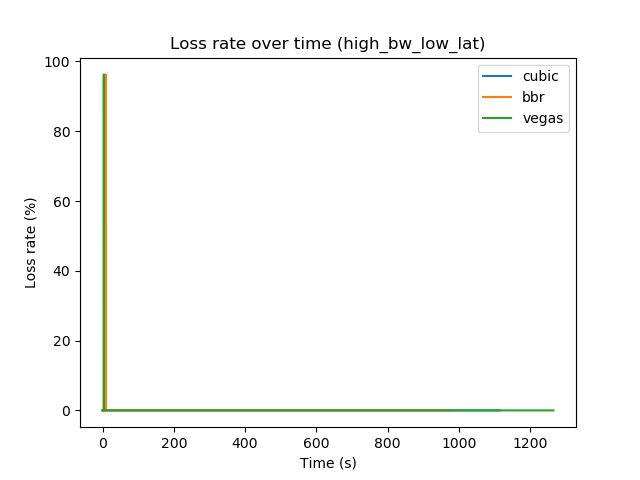 Loss rate over time (high_bw_low_lat)
100
80
60
40
20
0
Loss rate (%)
cubic
bbr
vegas
0 200 400 600 800 1000 1200
Time (s)